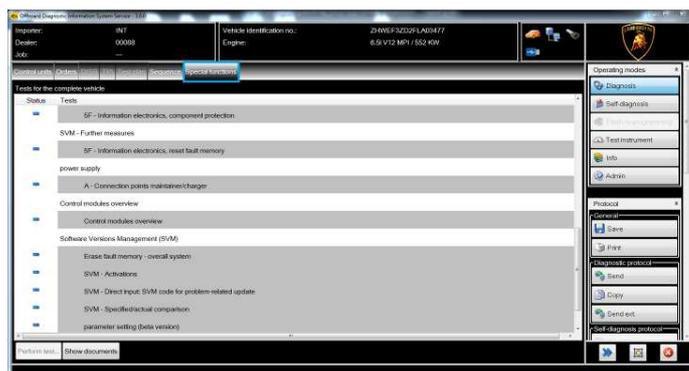 Offboard Diagnostic Information System Service - 3.0.0
Importer: INT
Dealer: 00088
Job: ---
Vehicle identification no.: ZHWEF3ZD2FLA03477
Engine: 6.5l V12 MPI / 552 KW
Control units Orders DISS TPI Test plan Sequence Special functions
Tests for the complete vehicle
Status Tests
5F - Information electronics, component protection
SVM - Further measures
5F - Information electronics, reset fault memory
power supply
A - Connection points maintainer/charger
Control modules overview
Control modules overview
Software Versions Management (SVM)
Erase fault memory - overall system
SVM - Activations
SVM - Direct input: SVM code for problem-related update
SVM - Specified/actual comparison
parameter setting (beta version)
Perform test... Show documents
Operating modes
Diagnosis
Self-diagnosis
Test instrument
Info
Admin
Protocol
General
Save
Print
Diagnostic protocol
Send
Copy
Send ext.
Self-diagnosis protocol